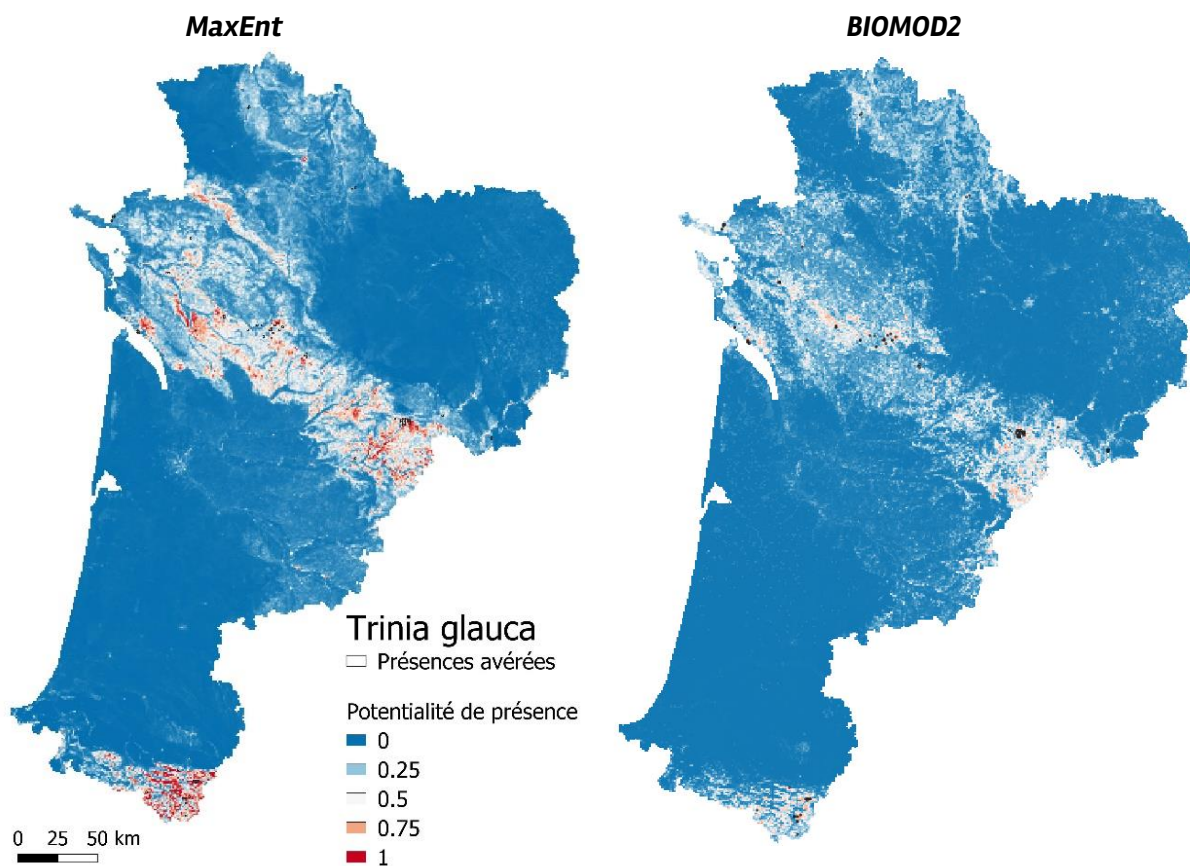 MaxEnt
BIOMOD2
Trinia glauca
Présences avérées
Potentialité de présence
0
0.25
0.5
0.75
1
0 25 50 km